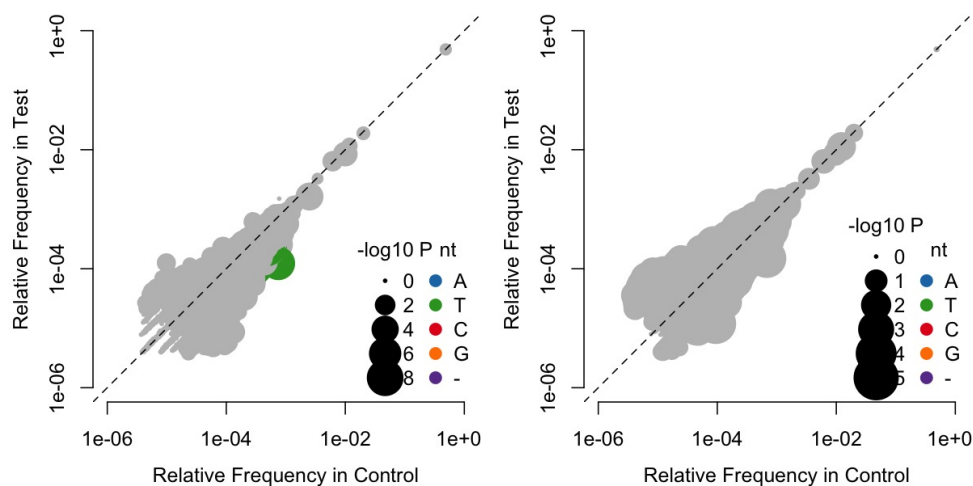 Relative Frequency in Test
1e+0
1e-02
1e-04
1e-06
1e-06 1e-04 1e-02 1e+0
Relative Frequency in Control
-log10 P nt
0 A
2 T
4 C
6 G
8 -
Relative Frequency in Test
1e+0
1e-02
1e-04
1e-06
1e-06 1e-04 1e-02 1e+0
Relative Frequency in Control
-log10 P nt
0
1 A
2 T
3 C
4 G
5 -